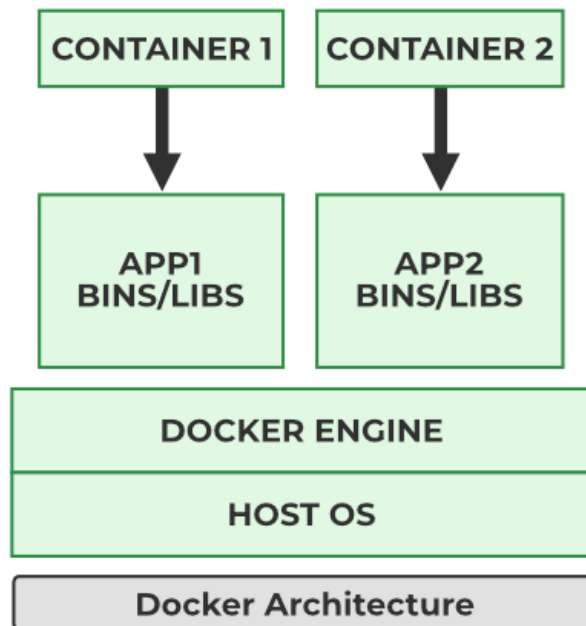 CONTAINER 1
CONTAINER 2
APP1
BINS/LIBS
APP2
BINS/LIBS
DOCKER ENGINE
HOST OS
Docker Architecture